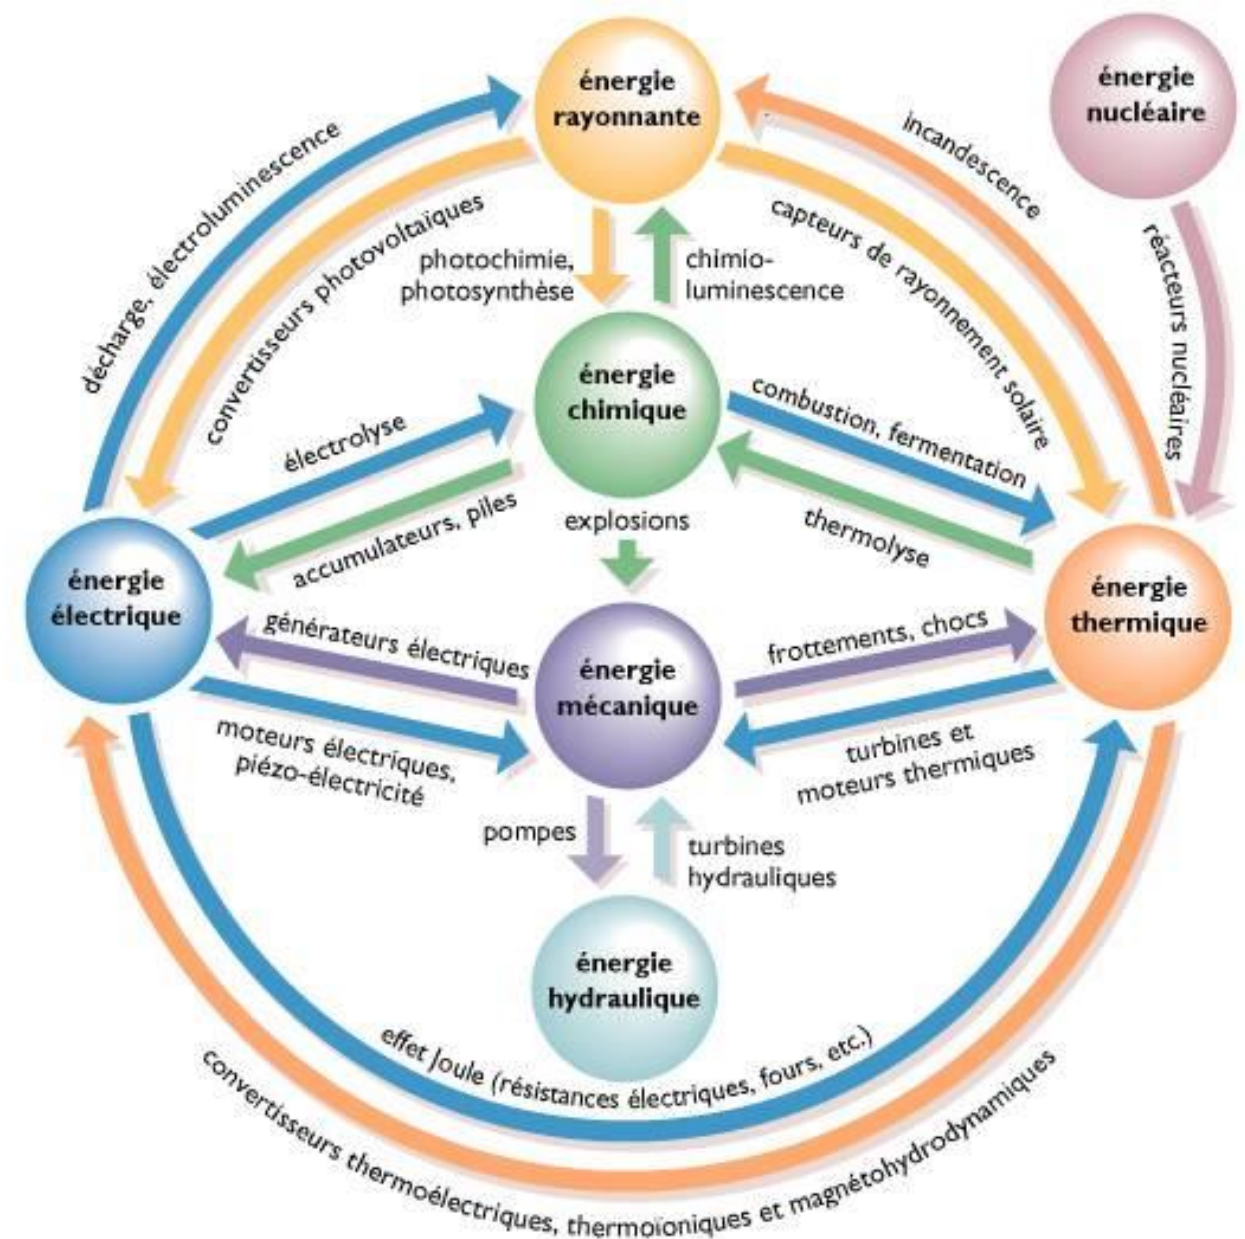 énergie
rayonnante
énergie
nucléaire
décharge, électroluminescence
convertisseurs photovoltaïques
incandescence
capteurs de rayonnement solaire
réacteurs nucléaires
photochimie,
photosynthèse
chimio-
luminescence
énergie
chimique
électrolyse
accumulateurs, piles
combustion, fermentation
thermolyse
explosions
énergie
électrique
énergie
thermique
générateurs électriques
moteurs électriques,
piézo-électricité
énergie
mécanique
frottements, chocs
turbines et
moteurs thermiques
pompes
turbines
hydrauliques
énergie
hydraulique
effet Joule (résistances électriques, fours, etc.)
convertisseurs thermoélectriques, thermoïoniques et magnétohydrodynamiques